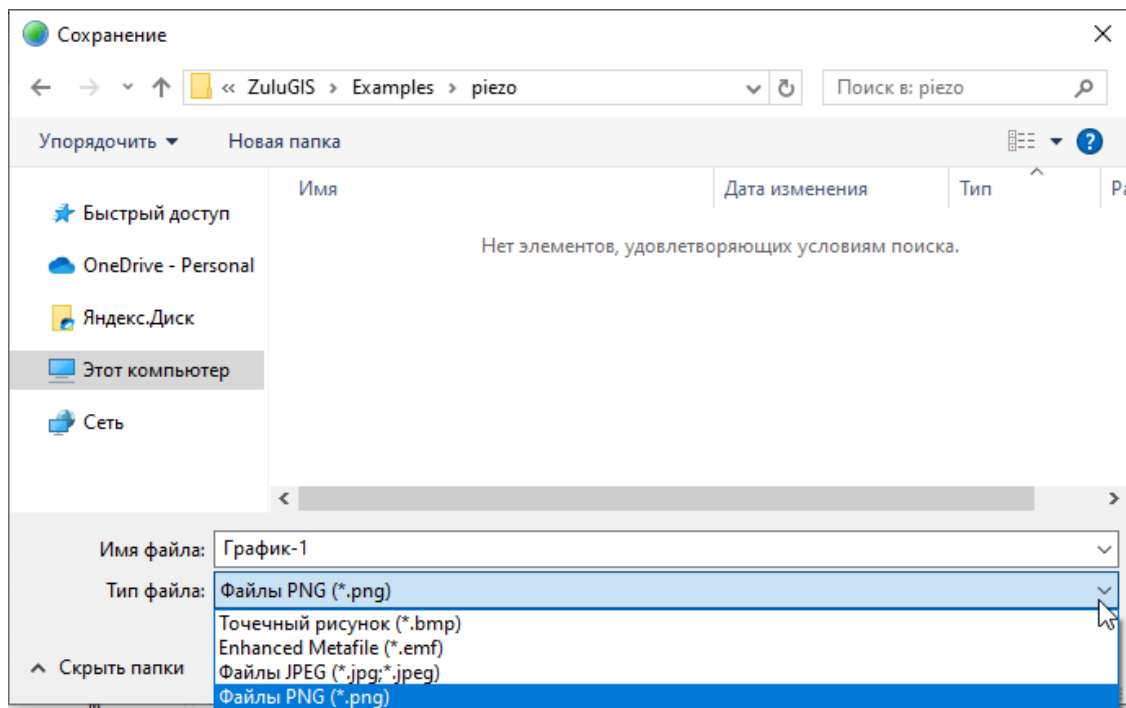 Сохранение
« ZuluGIS > Examples > piezo
Поиск в: piezo
Упорядочить
Новая папка
?
Имя
Дата изменения
Тип
Быстрый доступ
Нет элементов, удовлетворяющих условиям поиска.
OneDrive - Personal
Яндекс.Диск
Этот компьютер
Сеть
Имя файла: График-1
Тип файла: Файлы PNG (*.png)
Точечный рисунок (*.bmp)
Enhanced Metafile (*.emf)
Файлы JPEG (*.jpg;*.jpeg)
Скрыть папки
Файлы PNG (*.png)